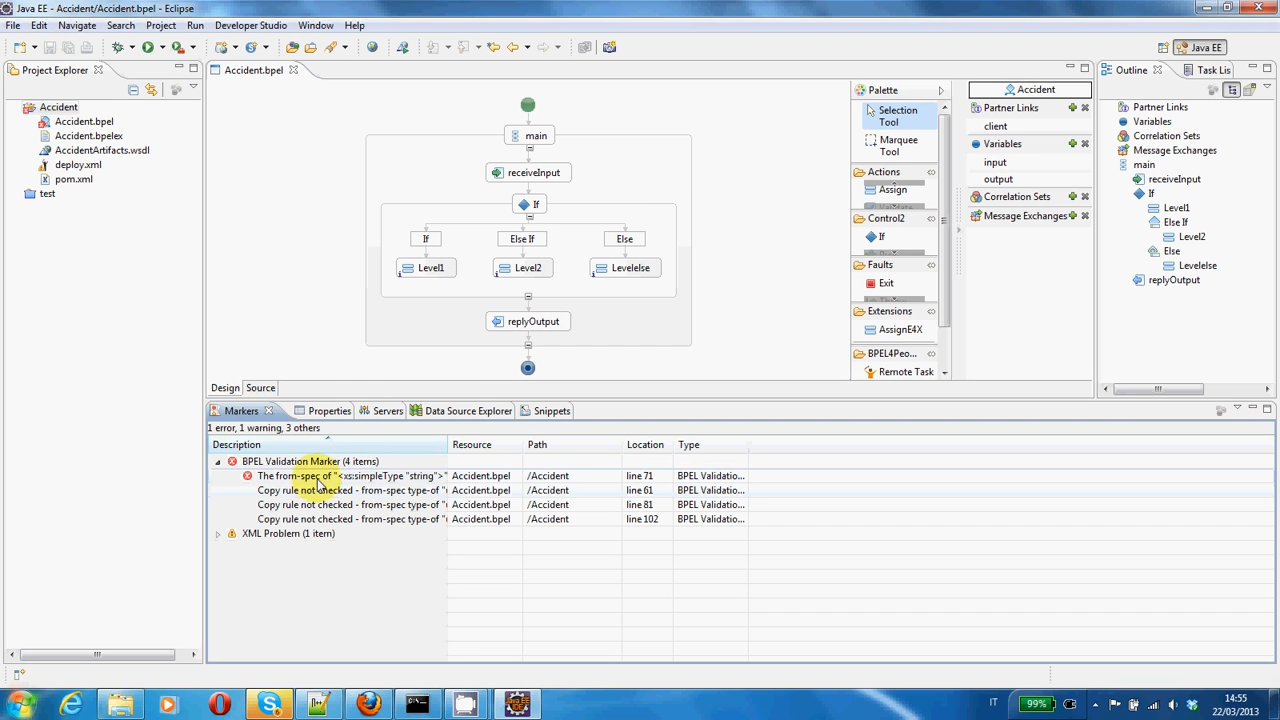 Java EE - Accident/Accident.bpel - Eclipse
File Edit Navigate Search Project Run Developer Studio Window Help
Java EE
Project Explorer
Accident
Accident.bpel
Accident.bpelex
AccidentArtifacts.wsdl
deploy.xml
pom.xml
test
Accident.bpel
main
receiveInput
If
If Else If Else
Level1 Level2 Levelelse
replyOutput
Design Source
Palette
Selection Tool
Marquee Tool
Actions
Assign
Control2
If
Faults
Exit
Extensions
AssignE4X
BPEL4Peo...
Remote Task
Accident
Partner Links
client
Variables
input
output
Correlation Sets
Message Exchanges
Outline Task Lis
Partner Links
Variables
Correlation Sets
Message Exchanges
main
receiveInput
If
Level1
Else If
Level2
Else
Levelelse
replyOutput
Markers Properties Servers Data Source Explorer Snippets
1 error, 1 warning, 3 others
Description Resource Path Location Type
BPEL Validation Marker (4 items)
The from-spec of "<xs:simpleType "string">" Accident.bpel /Accident line 71 BPEL Validatio...
Copy rule not checked - from-spec type-of " Accident.bpel /Accident line 61 BPEL Validatio...
Copy rule not checked - from-spec type-of " Accident.bpel /Accident line 81 BPEL Validatio...
Copy rule not checked - from-spec type-of " Accident.bpel /Accident line 102 BPEL Validatio...
XML Problem (1 item)
IT 99% 14:55
22/03/2013